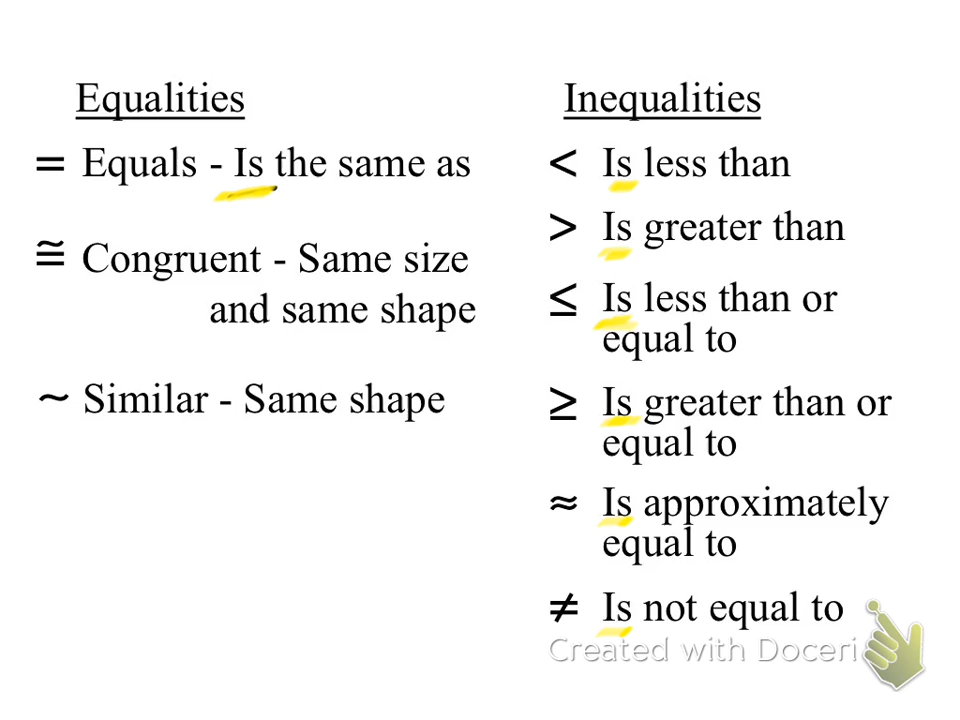 Equalities
= Equals - Is the same as
≅ Congruent - Same size
and same shape
~ Similar - Same shape
Inequalities
< Is less than
> Is greater than
≤ Is less than or
equal to
≥ Is greater than or
equal to
≈ Is approximately
equal to
≠ Is not equal to
Created with Doceri